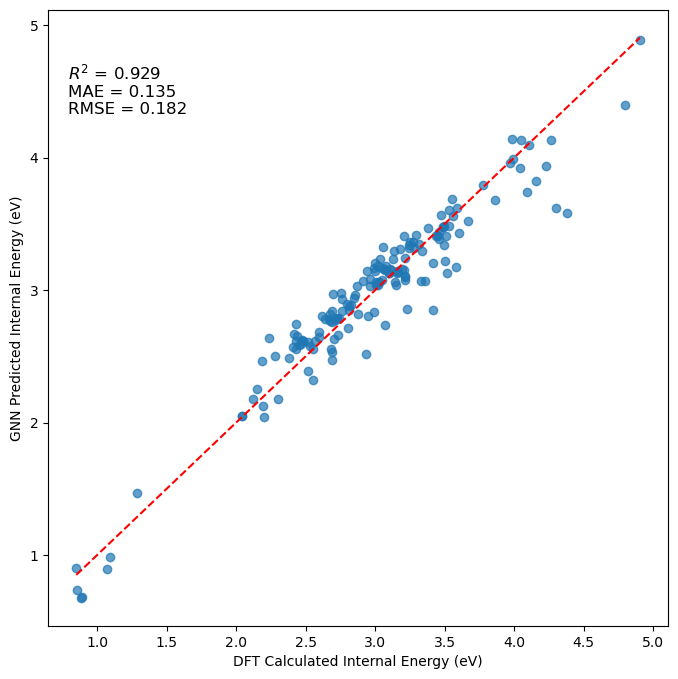 5
R² = 0.929
MAE = 0.135
RMSE = 0.182
4
3
2
1
GNN Predicted Internal Energy (eV)
1.0 1.5 2.0 2.5 3.0 3.5 4.0 4.5 5.0
DFT Calculated Internal Energy (eV)